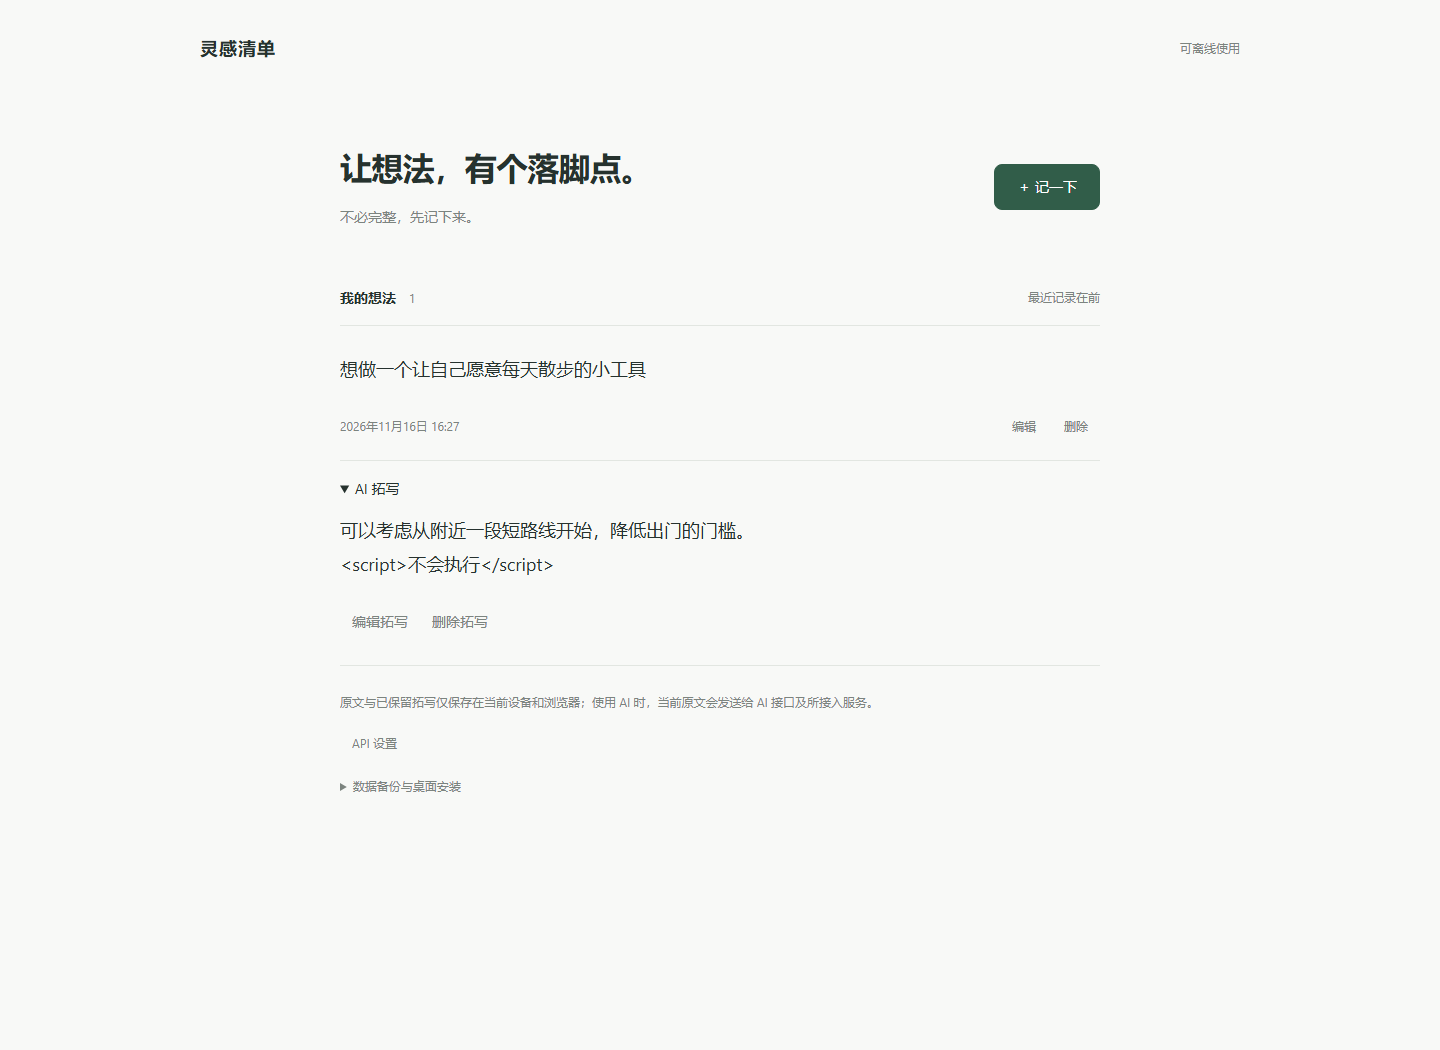 灵感清单
可离线使用
让想法，有个落脚点。
+ 记一下
不必完整，先记下来。
我的想法 1
最近记录在前
想做一个让自己愿意每天散步的小工具
2026年11月16日 16:27
编辑 删除
▼ AI 拓写
可以考虑从附近一段短路线开始，降低出门的门槛。
<script>不会执行</script>
编辑拓写 删除拓写
原文与已保留拓写仅保存在当前设备和浏览器；使用 AI 时，当前原文会发送给 AI 接口及所接入服务。
API 设置
▶ 数据备份与桌面安装